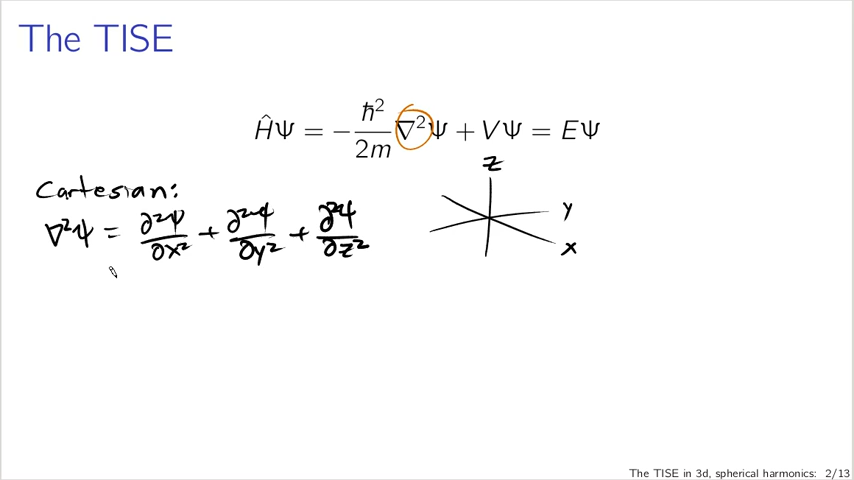 The TISE
ĤΨ = −ħ²/2m ∇²Ψ + VΨ = EΨ
Cartesian:
∇²Ψ = ∂²Ψ/∂x² + ∂²Ψ/∂y² + ∂²Ψ/∂z²
z
y
x
The TISE in 3d, spherical harmonics: 2/13